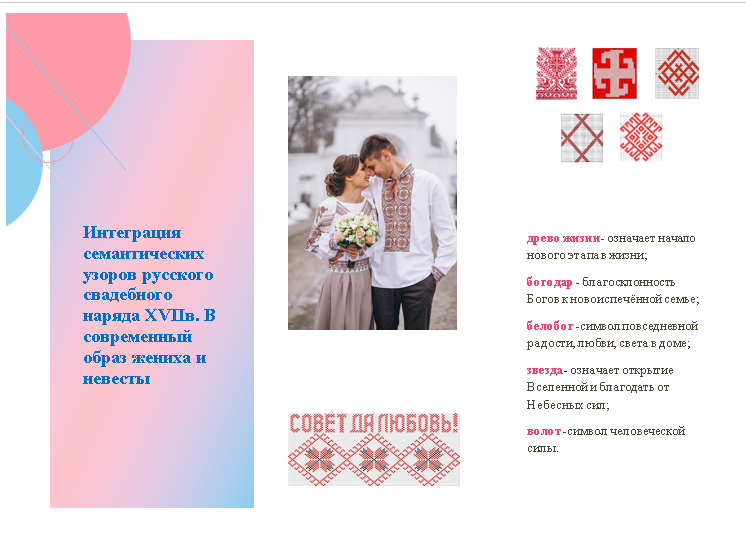 Интеграция
семантических
узоров русского
свадебного
наряда XVIIв. В
современный
образ жениха и
невесты
СОВЕТ ДА ЛЮБОВЬ!
древо жизни- означает начало
нового этапа в жизни;
богодар - благосклонность
Богов к новоиспечённой семье;
белобог -символ повседневной
радости, любви, света в доме;
звезда- означает открытие
Вселенной и благодать от
Небесных сил;
волот-символ человеческой
силы.